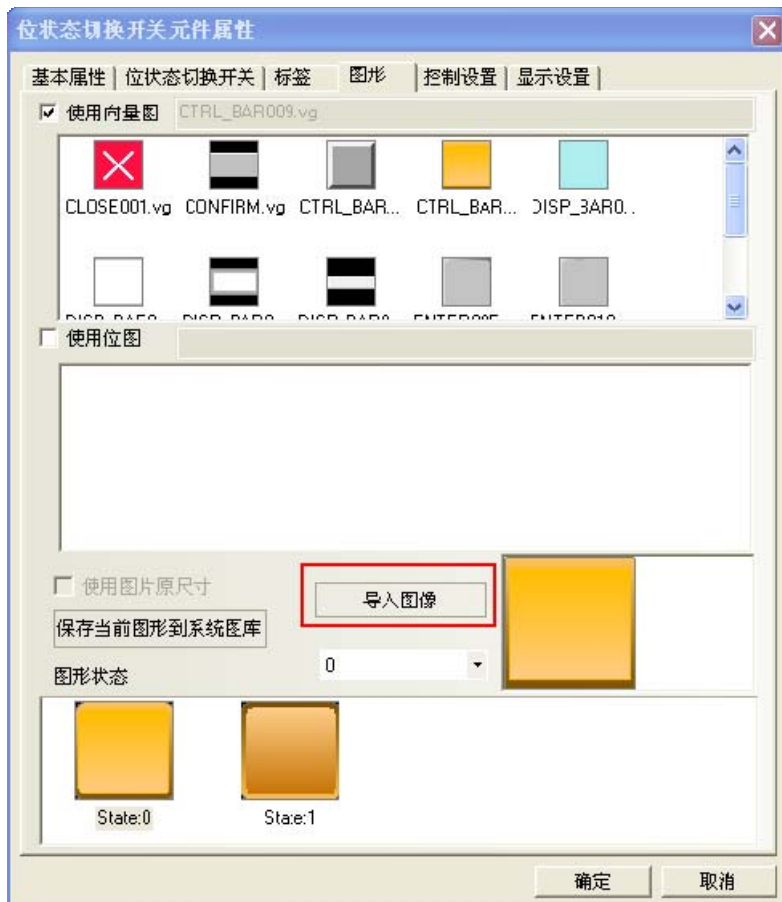 位状态切换开关元件属性
基本属性 位状态切换开关 标签 图形 控制设置 显示设置
使用向量图 CTRL_BAR009.vg
CLOSE001.vg CONFIRM.vg CTRL_BAR... CTRL_BAR... DISP_BAR0..
使用位图
使用图片原尺寸
导入图像
保存当前图形到系统图库
0
图形状态
State:0 State:1
确定 取消